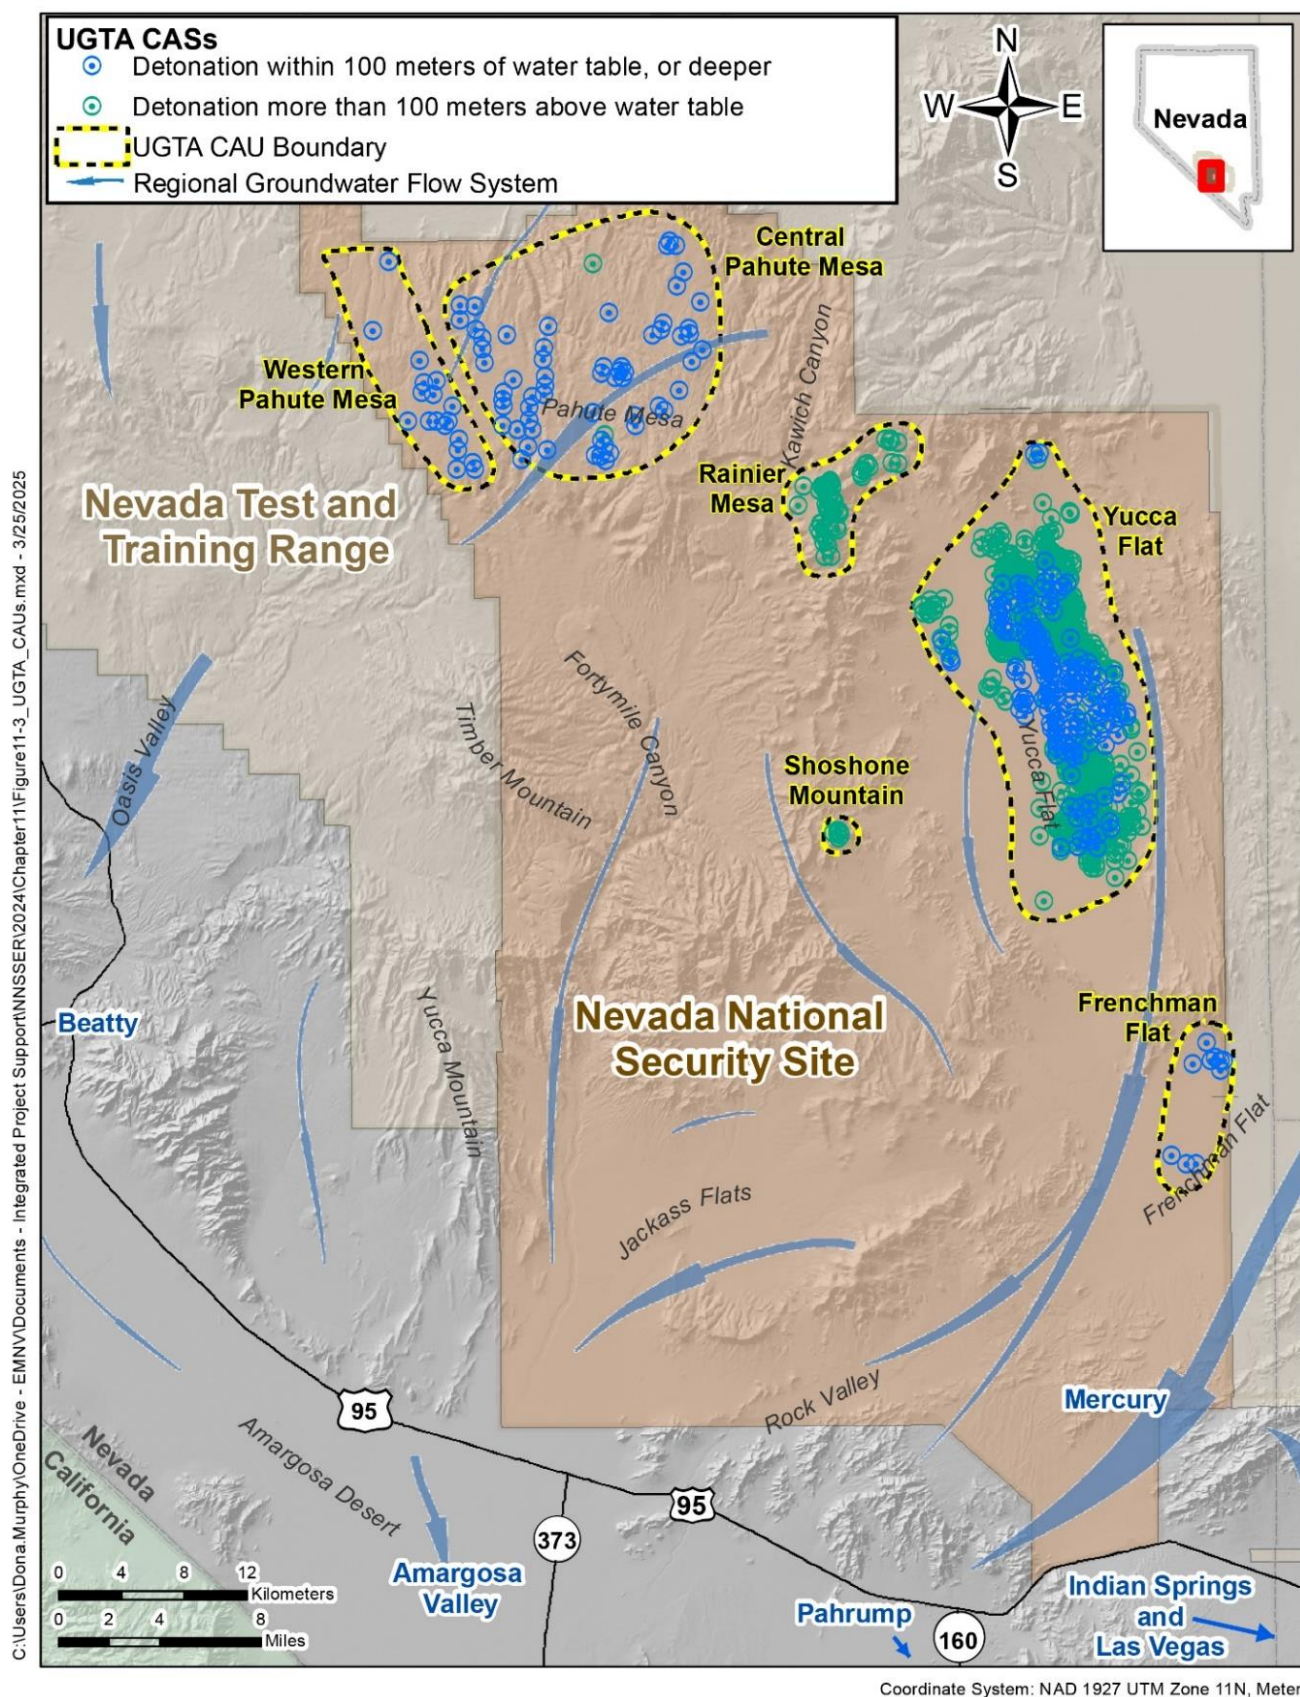 UGTA CASs
Detonation within 100 meters of water table, or deeper
Detonation more than 100 meters above water table
UGTA CAU Boundary
Regional Groundwater Flow System
N
W
E
S
Nevada
Central
Pahute Mesa
Western
Pahute Mesa
Pahute Mesa
Kawich Canyon
Rainier
Mesa
Yucca
Flat
Nevada Test and
Training Range
Oasis Valley
Timber Mountain
Fortymile Canyon
Shoshone
Mountain
Yucca Flat
Beatty
Yucca Mountain
Nevada National
Security Site
Frenchman
Flat
Frenchman Flat
Jackass Flats
Rock Valley
Mercury
95
Nevada
California
Amargosa Desert
95
373
Amargosa
Valley
Pahrump
160
Indian Springs
and
Las Vegas
0 4 8 12
Kilometers
0 2 4 8
Miles
C:\Users\Dona.Murphy\OneDrive - EMNV\Documents - Integrated Project Support\NNSSER\2024\Chapter11\Figure11-3_UGTA_CAUs.mxd - 3/25/2025
Coordinate System: NAD 1927 UTM Zone 11N, Meter